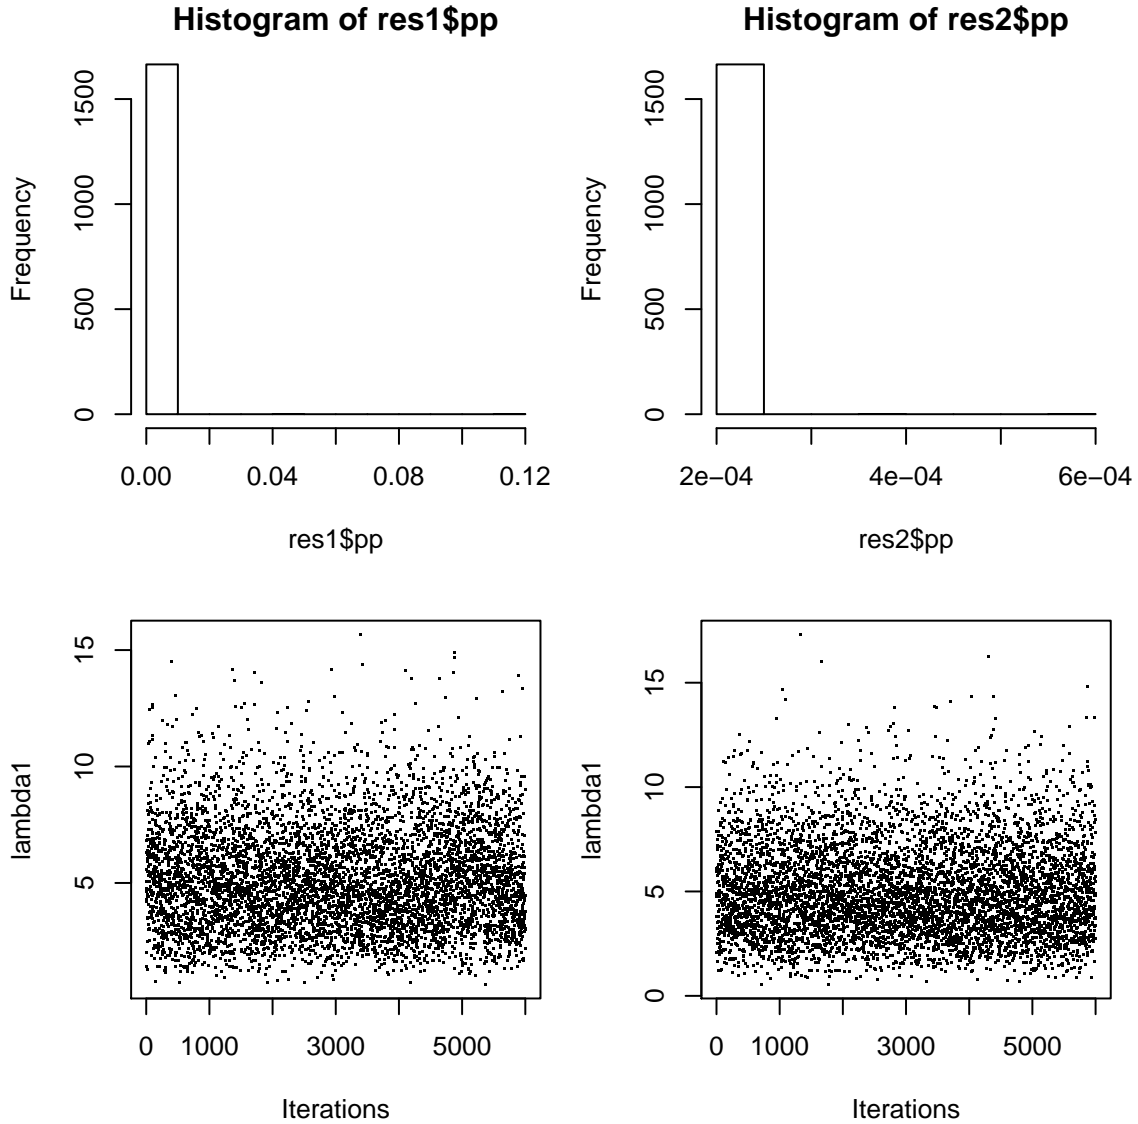 Histogram of res1$pp
Frequency
0 500 1000 1500
0.00 0.04 0.08 0.12
res1$pp
Histogram of res2$pp
Frequency
0 500 1000 1500
2e−04 4e−04 6e−04
res2$pp
lambda1
5 10 15
0 1000 3000 5000
Iterations
lambda1
0 5 10 15
0 1000 3000 5000
Iterations